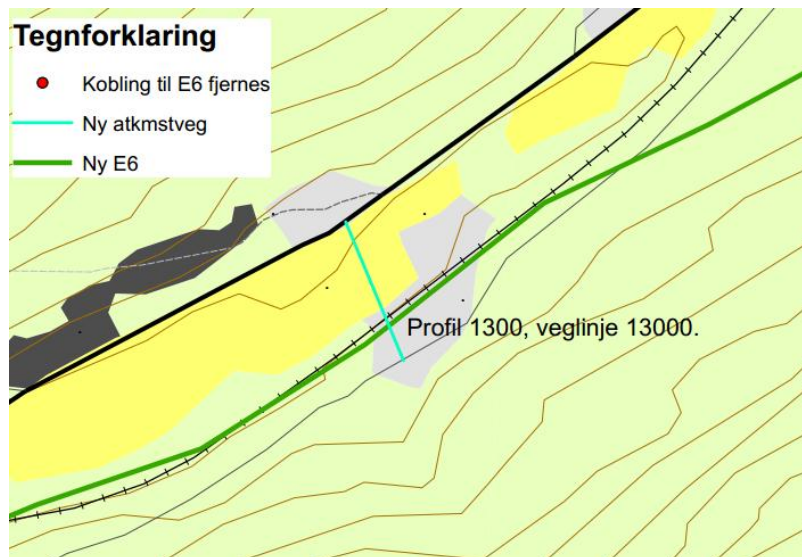 Tegnforklaring
Kobling til E6 fjernes
Ny atkmstveg
Ny E6
Profil 1300, veglinje 13000.